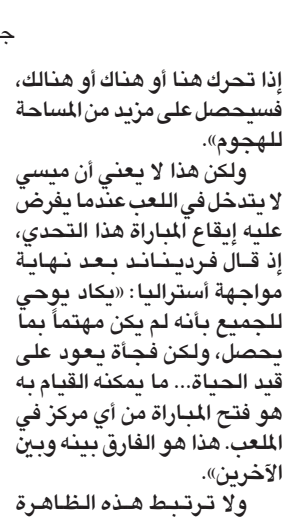 إذا تحرك هنا أو هناك أو هنالك،
فسيحصل على مزيد من المساحة
للهجوم».
ولكن هذا لا يعني أن ميسي
لا يتدخل في اللعب عندما يفرض
عليه إيقاع المباراة هذا التحدي،
إذ قال فرديناند بعد نهاية
مواجهة أستراليا: «يكاد يوحي
للجميع بأنه لم يكن مهتماً بما
يحصل، ولكن فجأة يعود على
قيد الحياة... ما يمكنه القيام به
هو فتح المباراة من أي مركز في
الملعب. هذا هو الفارق بينه وبين
الآخرين».
ولا ترتبط هذه الظاهرة